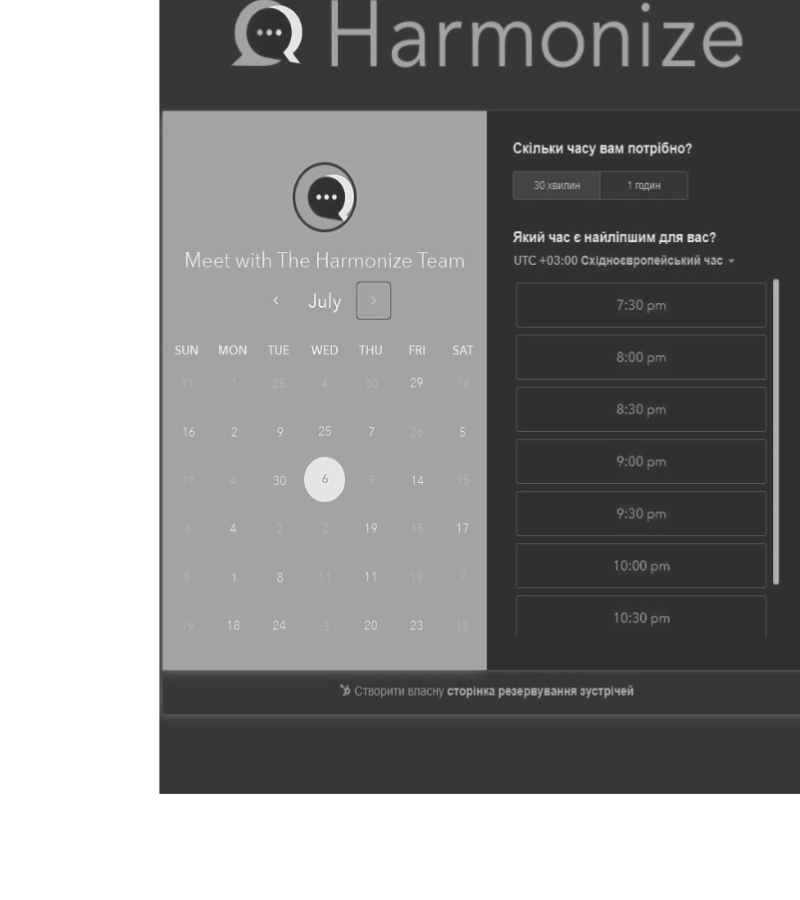 Harmonize
Meet with The Harmonize Team
July
SUN MON TUE WED THU FRI SAT
11 1 25 4 30 29 16
16 2 9 25 7 26 5
17 4 30 6 9 14 15
6 4 2 2 19 15 17
5 1 8 11 11 19 7
19 18 24 3 20 23 18
Скільки часу вам потрібно?
30 хвилин 1 годин
Який час є найліпшим для вас?
UTC +03:00 Східноєвропейський час
7:30 pm
8:00 pm
8:30 pm
9:00 pm
9:30 pm
10:00 pm
10:30 pm
Створити власну сторінка резервування зустрічей